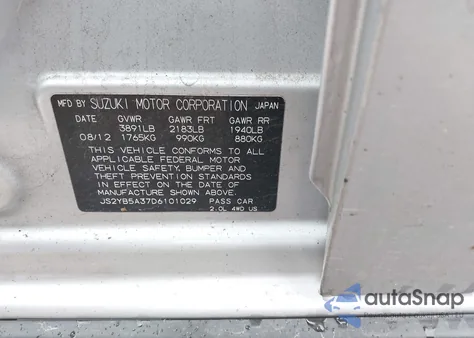 MFD BY SUZUKI MOTOR CORPORATION JAPAN
DATE GVWR GAWR FRT GAWR RR
3891LB 2183LB 1940LB
08/12 1765KG 990KG 880KG
THIS VEHICLE CONFORMS TO ALL
APPLICABLE FEDERAL MOTOR
VEHICLE SAFETY, BUMPER AND
THEFT PREVENTION STANDARDS
IN EFFECT ON THE DATE OF
MANUFACTURE SHOWN ABOVE.
JS2YB5A37D6101029 PASS CAR
2.0L 4WD US
autoSnap